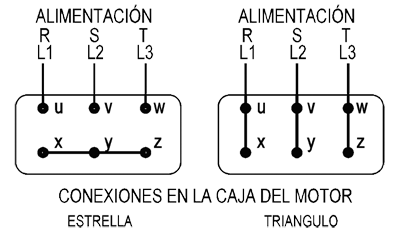 ALIMENTACIÓN ALIMENTACIÓN
R S T R S T
L1 L2 L3 L1 L2 L3
u v w u v w
x y z x y z
CONEXIONES EN LA CAJA DEL MOTOR
ESTRELLA TRIANGULO